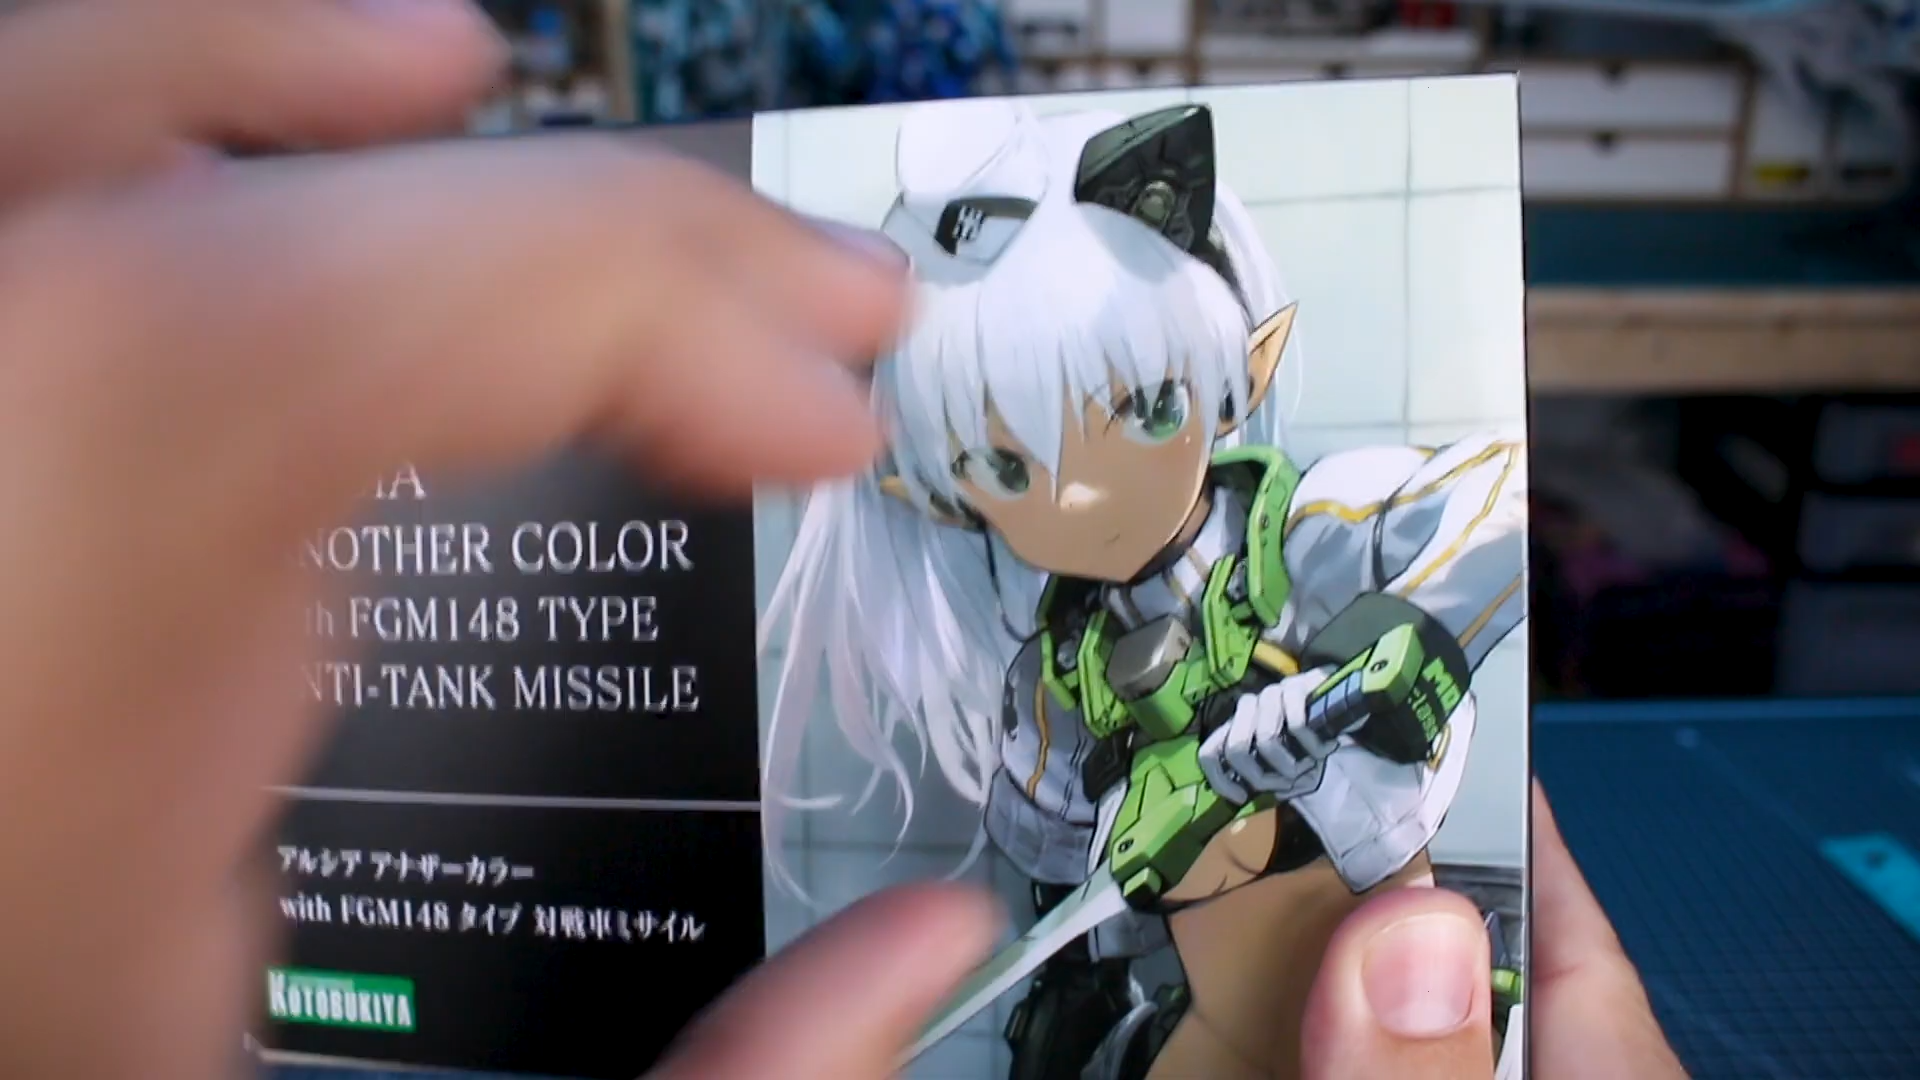 NOTHER COLOR
h FGM148 TYPE
NTI-TANK MISSILE
アルシア アナザーカラー
with FGM148 タイプ 対戦車ミサイル
KOTOBUKIYA
MG